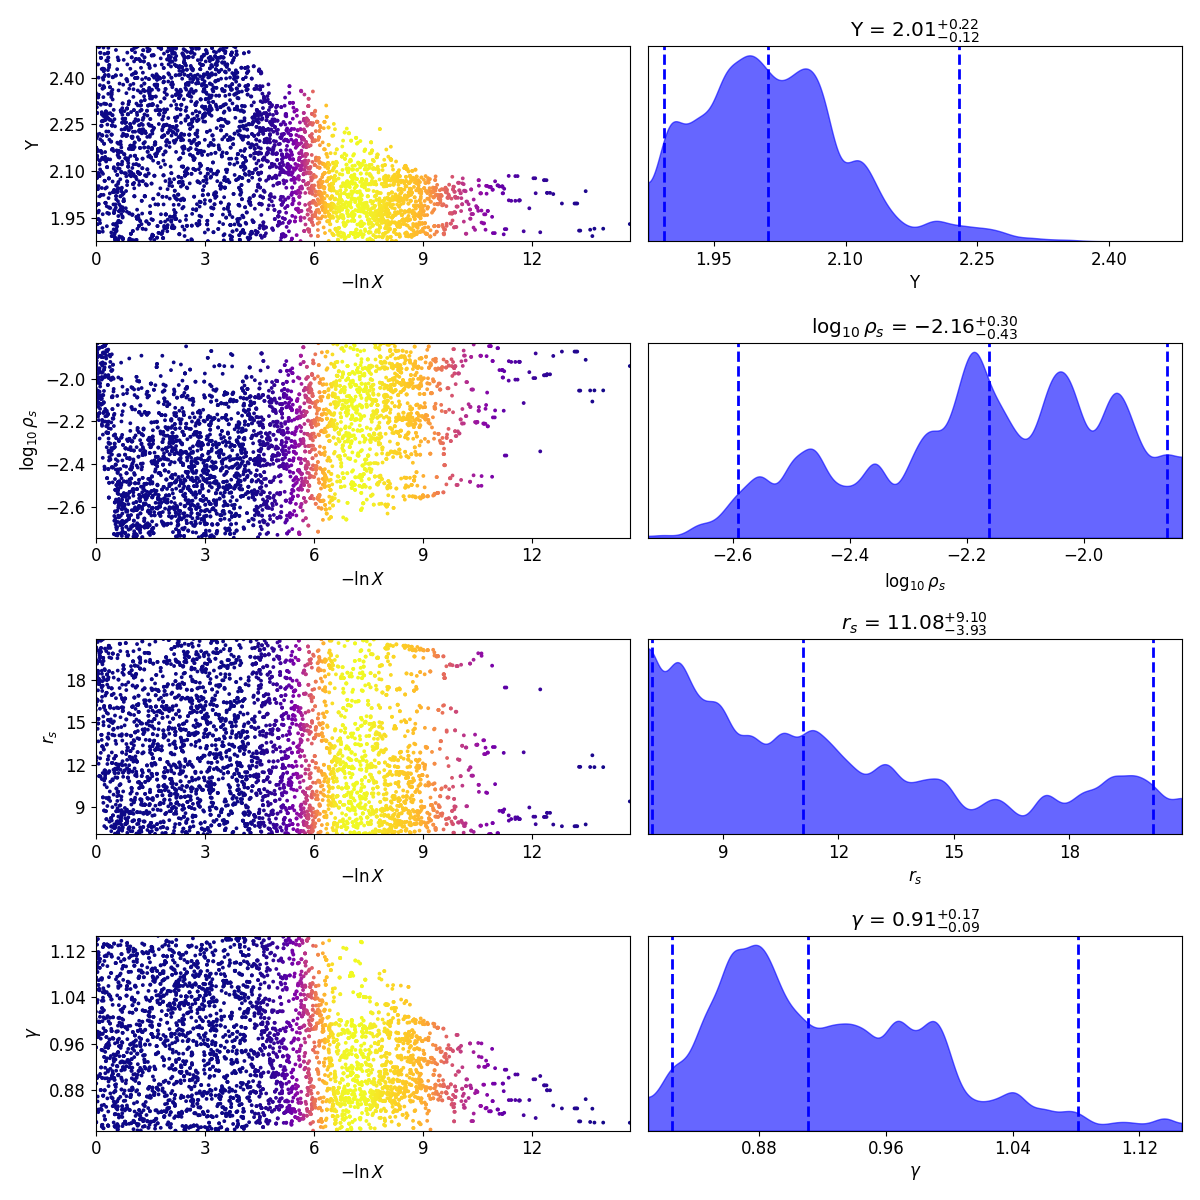 Y = 2.01 +0.22 −0.12
2.40
2.25
2.10
1.95
Y
0 3 6 9 12
−ln X
1.95 2.10 2.25 2.40
Y
log₁₀ ρₛ = −2.16 +0.30 −0.43
−2.0
−2.2
−2.4
−2.6
log₁₀ ρₛ
0 3 6 9 12
−ln X
−2.6 −2.4 −2.2 −2.0
log₁₀ ρₛ
rₛ = 11.08 +9.10 −3.93
18
15
12
9
rₛ
0 3 6 9 12
−ln X
9 12 15 18
rₛ
γ = 0.91 +0.17 −0.09
1.12
1.04
0.96
0.88
γ
0 3 6 9 12
−ln X
0.88 0.96 1.04 1.12
γ